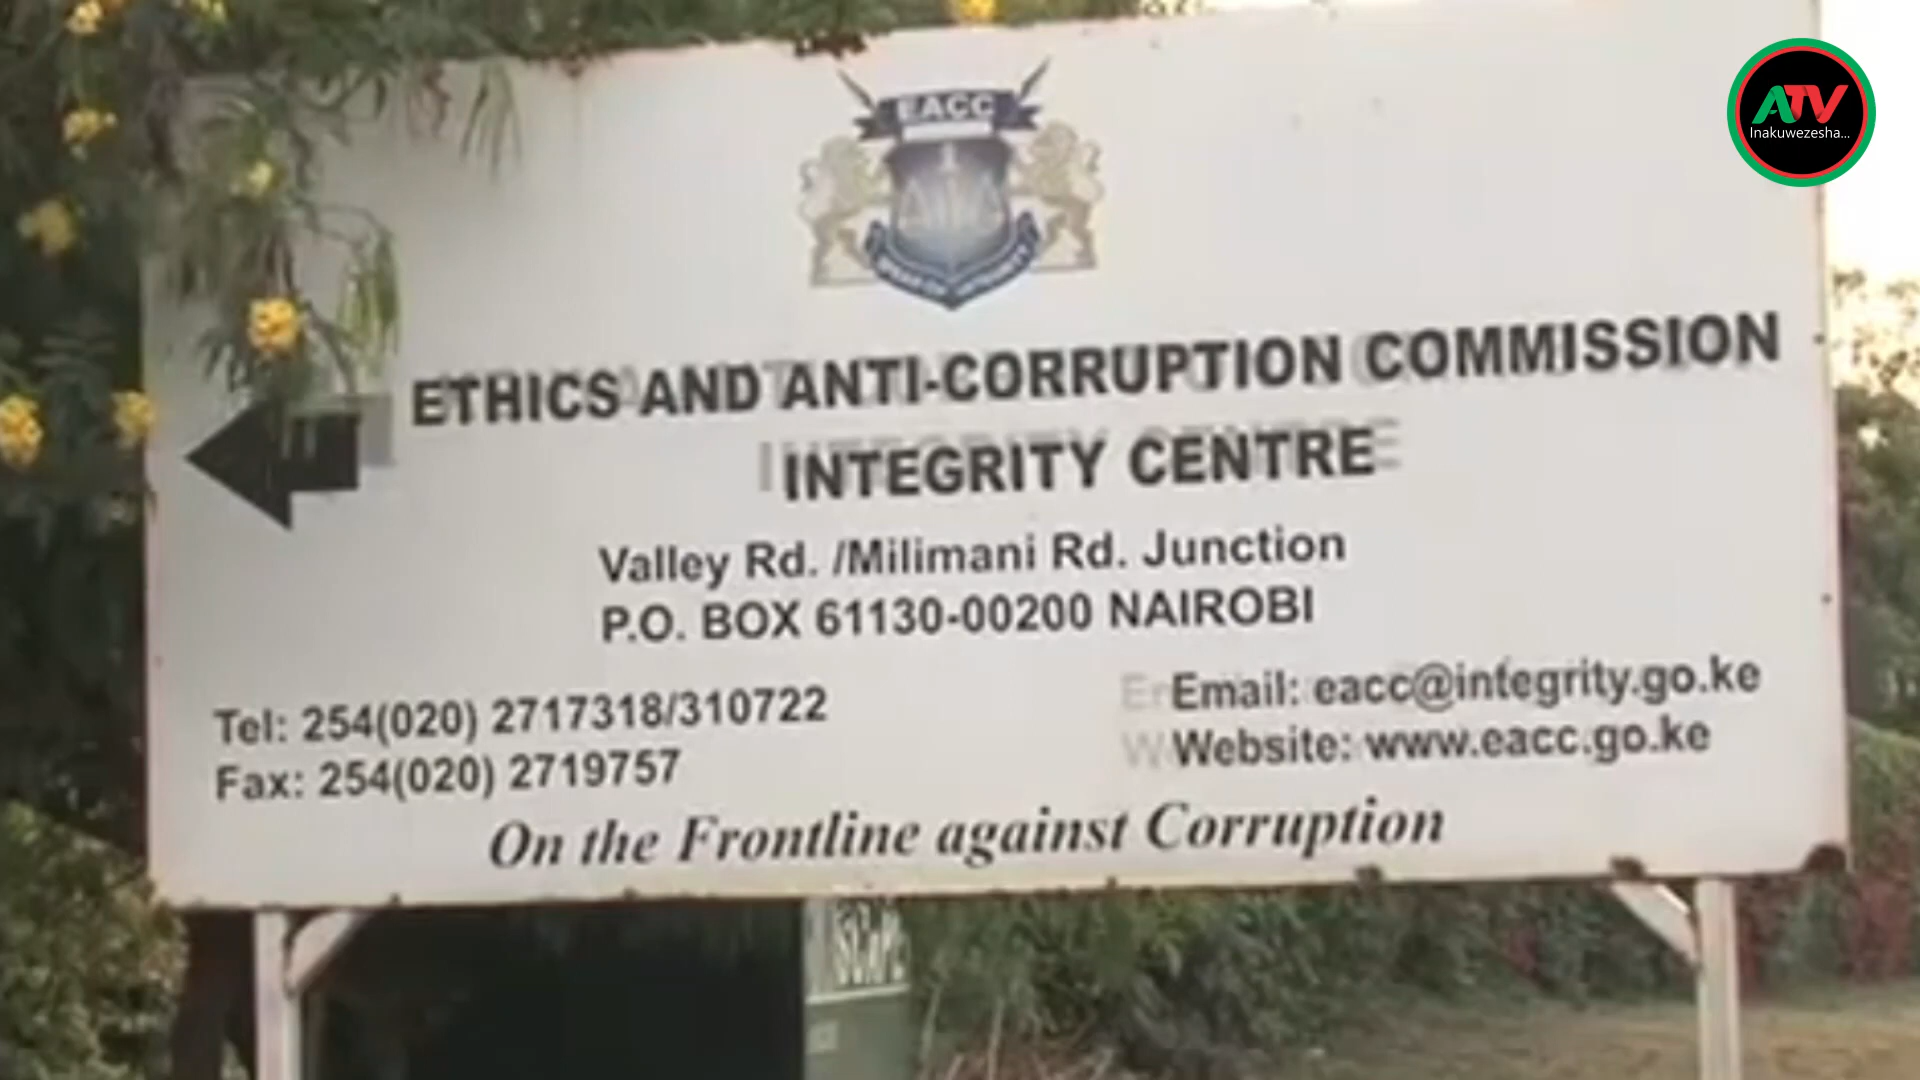 EACC
ATV
Inakuwezesha...
ETHICS AND ANTI-CORRUPTION COMMISSION
INTEGRITY CENTRE
Valley Rd. /Milimani Rd. Junction
P.O. BOX 61130-00200 NAIROBI
Tel: 254(020) 2717318/310722
Fax: 254(020) 2719757
Email: eacc@integrity.go.ke
Website: www.eacc.go.ke
On the Frontline against Corruption